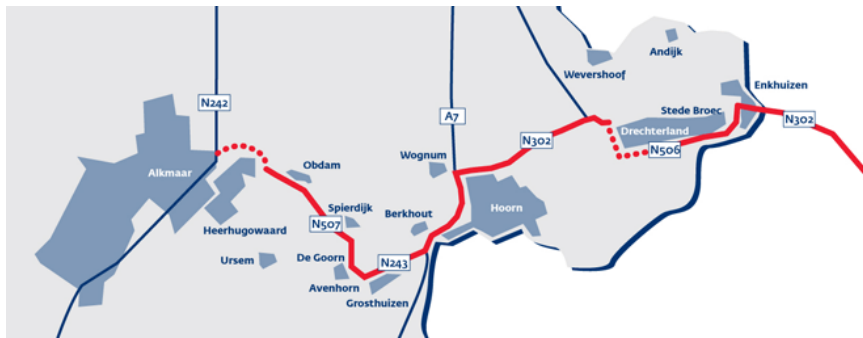 Andijk
Wevershoof
Enkhuizen
N242
Stede Broec
A7
N302
Drechterland
N302
N506
Wognum
Obdam
Alkmaar
Spierdijk
Hoorn
Berkhout
N507
Heerhugowaard
De Goorn
Ursem
N243
Avenhorn
Grosthuizen